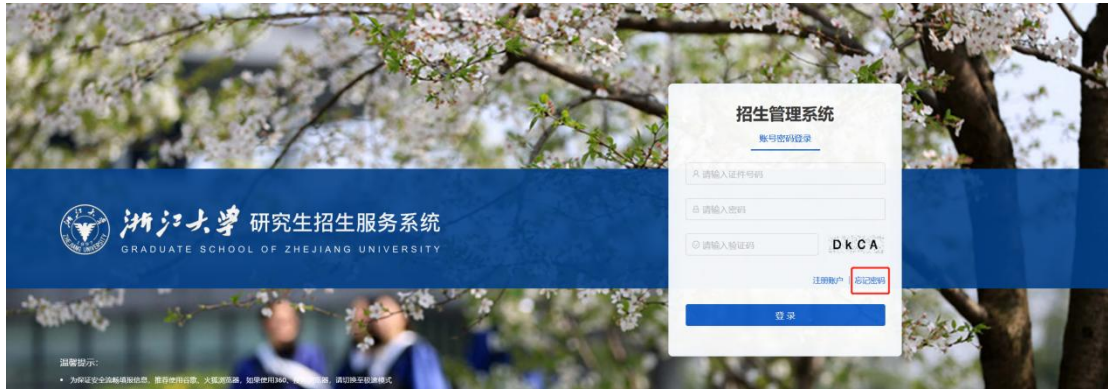 招生管理系统
账号密码登录
请输入证件号码
请输入密码
请输入验证码 DkCA
注册账户 忘记密码
登录
浙江大学 研究生招生服务系统
GRADUATE SCHOOL OF ZHEJIANG UNIVERSITY
温馨提示:
• 为保证安全流畅填报信息，推荐使用谷歌、火狐浏览器，如果使用360、 浏览器，请切换至极速模式